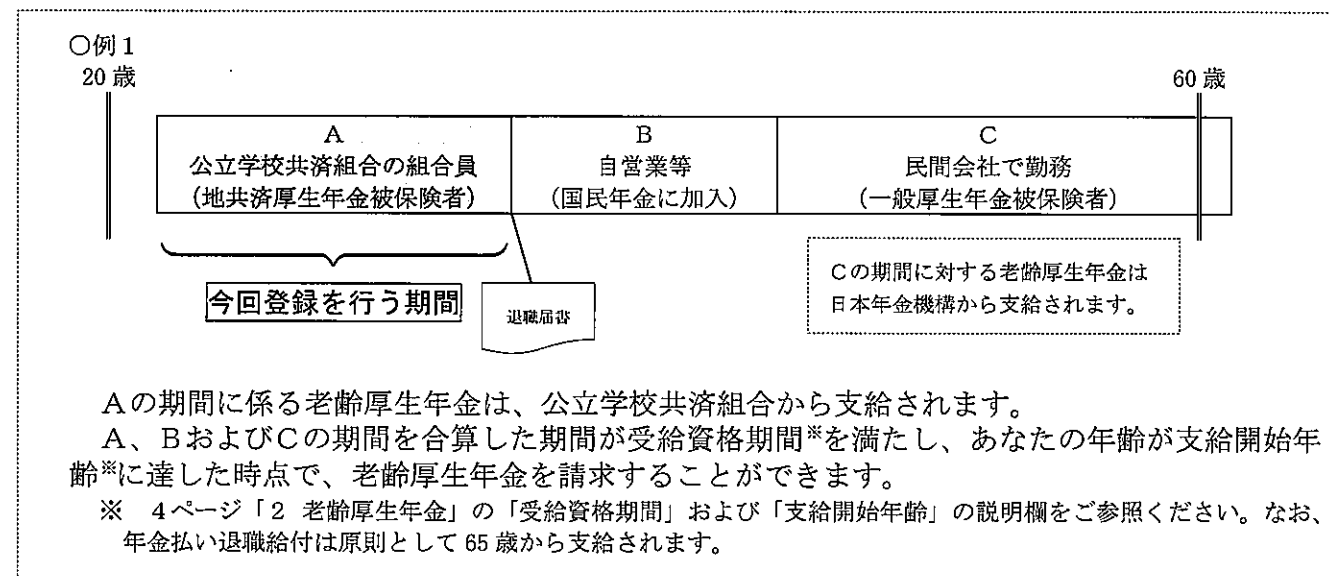 ○例1
20歳
60歳
A
公立学校共済組合の組合員
(地共済厚生年金被保険者)
B
自営業等
(国民年金に加入)
C
民間会社で勤務
(一般厚生年金被保険者)
今回登録を行う期間
退職届書
Cの期間に対する老齢厚生年金は
日本年金機構から支給されます。
Aの期間に係る老齢厚生年金は、公立学校共済組合から支給されます。
A、BおよびCの期間を合算した期間が受給資格期間※を満たし、あなたの年齢が支給開始年
齢※に達した時点で、老齢厚生年金を請求することができます。
※ 4ページ「2 老齢厚生年金」の「受給資格期間」および「支給開始年齢」の説明欄をご参照ください。なお、
年金払い退職給付は原則として65歳から支給されます。